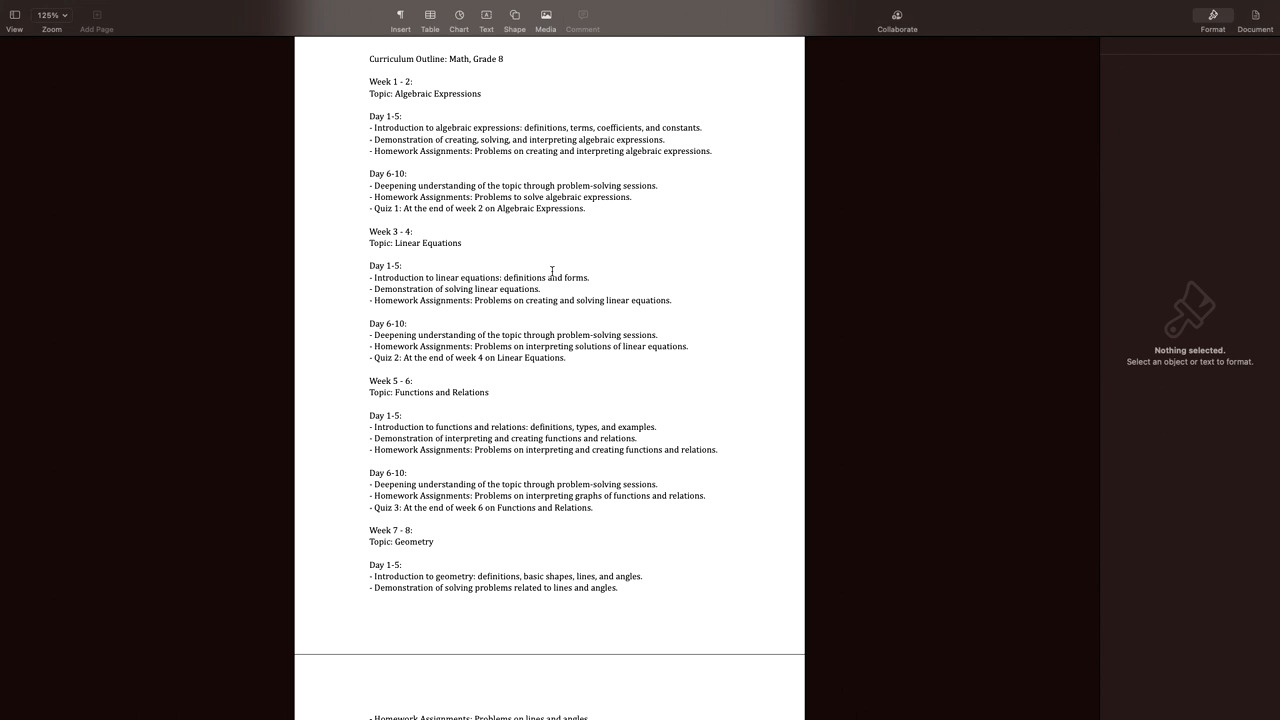 125%
View
Zoom
Add Page
Insert
Table
Chart
Text
Shape
Media
Comment
Collaborate
Format
Document
Curriculum Outline: Math, Grade 8
Week 1 - 2:
Topic: Algebraic Expressions
Day 1-5:
- Introduction to algebraic expressions: definitions, terms, coefficients, and constants.
- Demonstration of creating, solving, and interpreting algebraic expressions.
- Homework Assignments: Problems on creating and interpreting algebraic expressions.
Day 6-10:
- Deepening understanding of the topic through problem-solving sessions.
- Homework Assignments: Problems to solve algebraic expressions.
- Quiz 1: At the end of week 2 on Algebraic Expressions.
Week 3 - 4:
Topic: Linear Equations
Day 1-5:
- Introduction to linear equations: definitions and forms.
- Demonstration of solving linear equations.
- Homework Assignments: Problems on creating and solving linear equations.
Day 6-10:
- Deepening understanding of the topic through problem-solving sessions.
- Homework Assignments: Problems on interpreting solutions of linear equations.
- Quiz 2: At the end of week 4 on Linear Equations.
Week 5 - 6:
Topic: Functions and Relations
Day 1-5:
- Introduction to functions and relations: definitions, types, and examples.
- Demonstration of interpreting and creating functions and relations.
- Homework Assignments: Problems on interpreting and creating functions and relations.
Day 6-10:
- Deepening understanding of the topic through problem-solving sessions.
- Homework Assignments: Problems on interpreting graphs of functions and relations.
- Quiz 3: At the end of week 6 on Functions and Relations.
Week 7 - 8:
Topic: Geometry
Day 1-5:
- Introduction to geometry: definitions, basic shapes, lines, and angles.
- Demonstration of solving problems related to lines and angles.
- Homework Assignments: Problems on lines and angles.
Nothing selected.
Select an object or text to format.